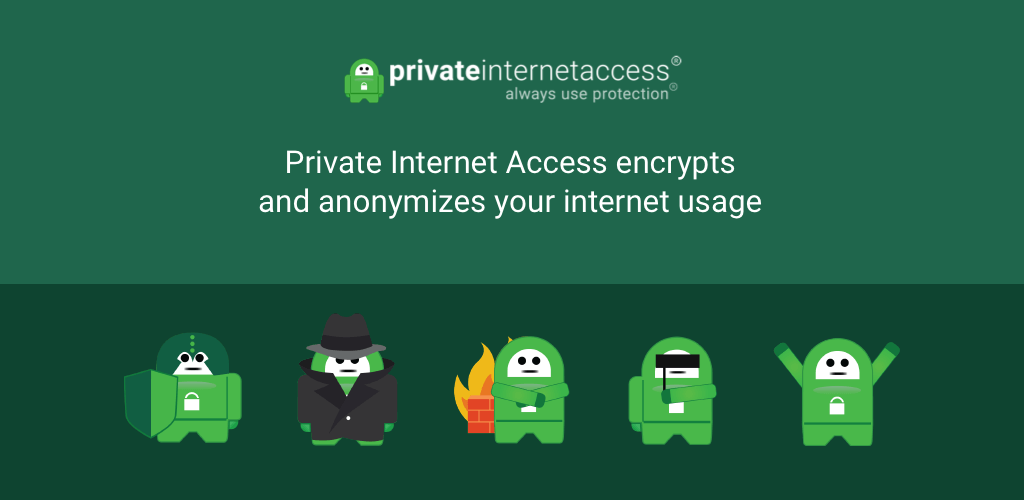 privateinternetaccess®
always use protection®
Private Internet Access encrypts
and anonymizes your internet usage